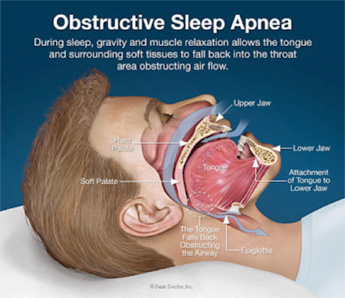 Obstructive Sleep Apnea
During sleep, gravity and muscle relaxation allows the tongue
and surrounding soft tissues to fall back into the throat
area obstructing air flow.
Upper Jaw
Hard
Palate
Lower Jaw
Tongue
Soft Palate
Attachment
of Tongue to
Lower Jaw
The Tongue
Falls Back
Obstructing
the Airway
Epiglottis
© Dear Doctor, Inc.